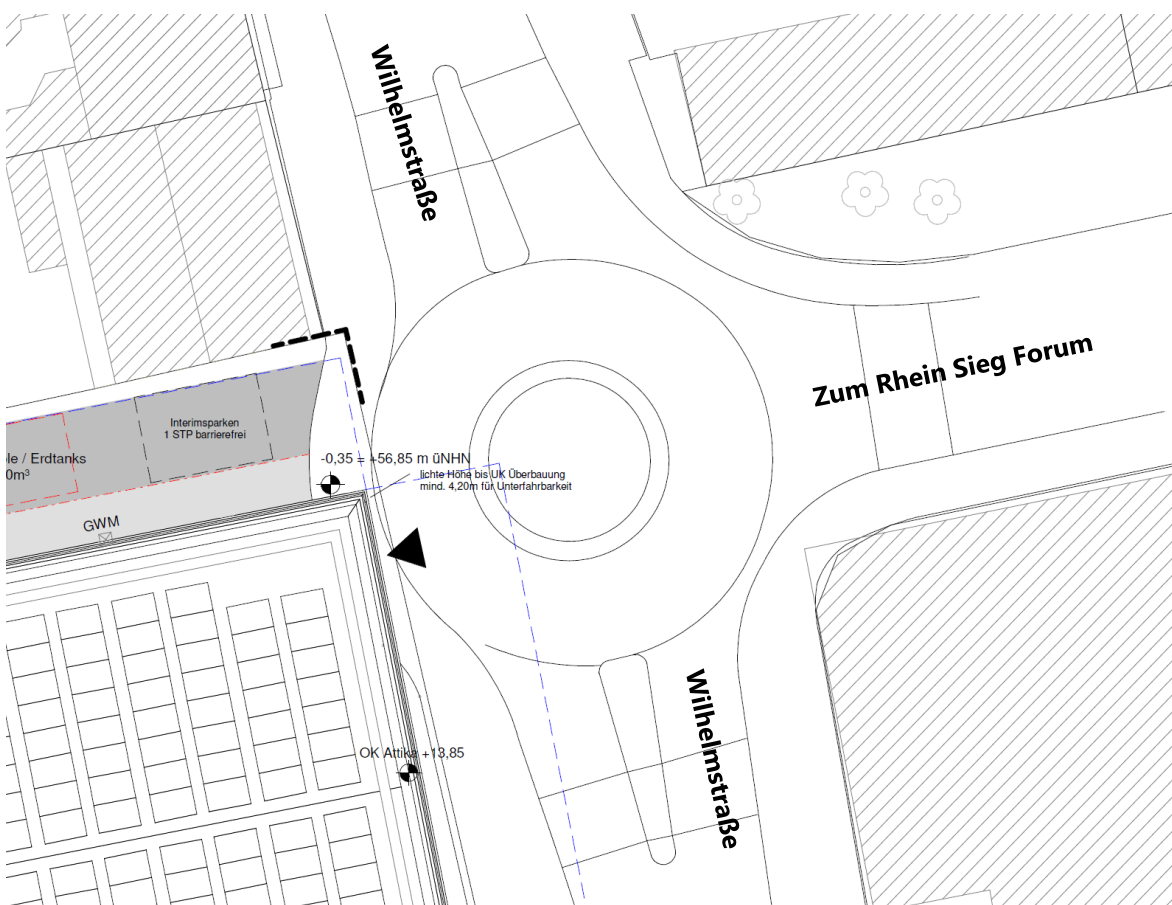 Wilhelmstraße
Zum Rhein Sieg Forum
Interimsparken
1 STP barrierefrei
le / Erdtanks
0m³
-0,35 = +56,85 m üNHN
lichte Höhe bis UK Überbauung
mind. 4,20m für Unterfahrbarkeit
GWM
Wilhelmstraße
OK Attika +13,85